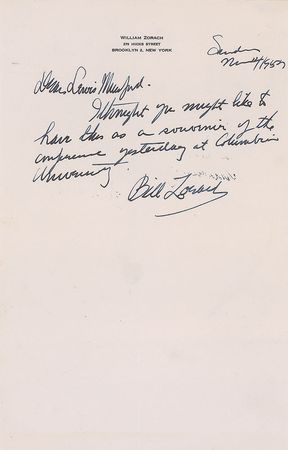 WILLIAM ZORACH
276 HICKS STREET
BROOKLYN 2, NEW YORK
Sunday
Dear Lewis Mumford.
I thought you might like to
have this as a souvenir of the
conference yesterday at Columbia
University.
Bill Zorach